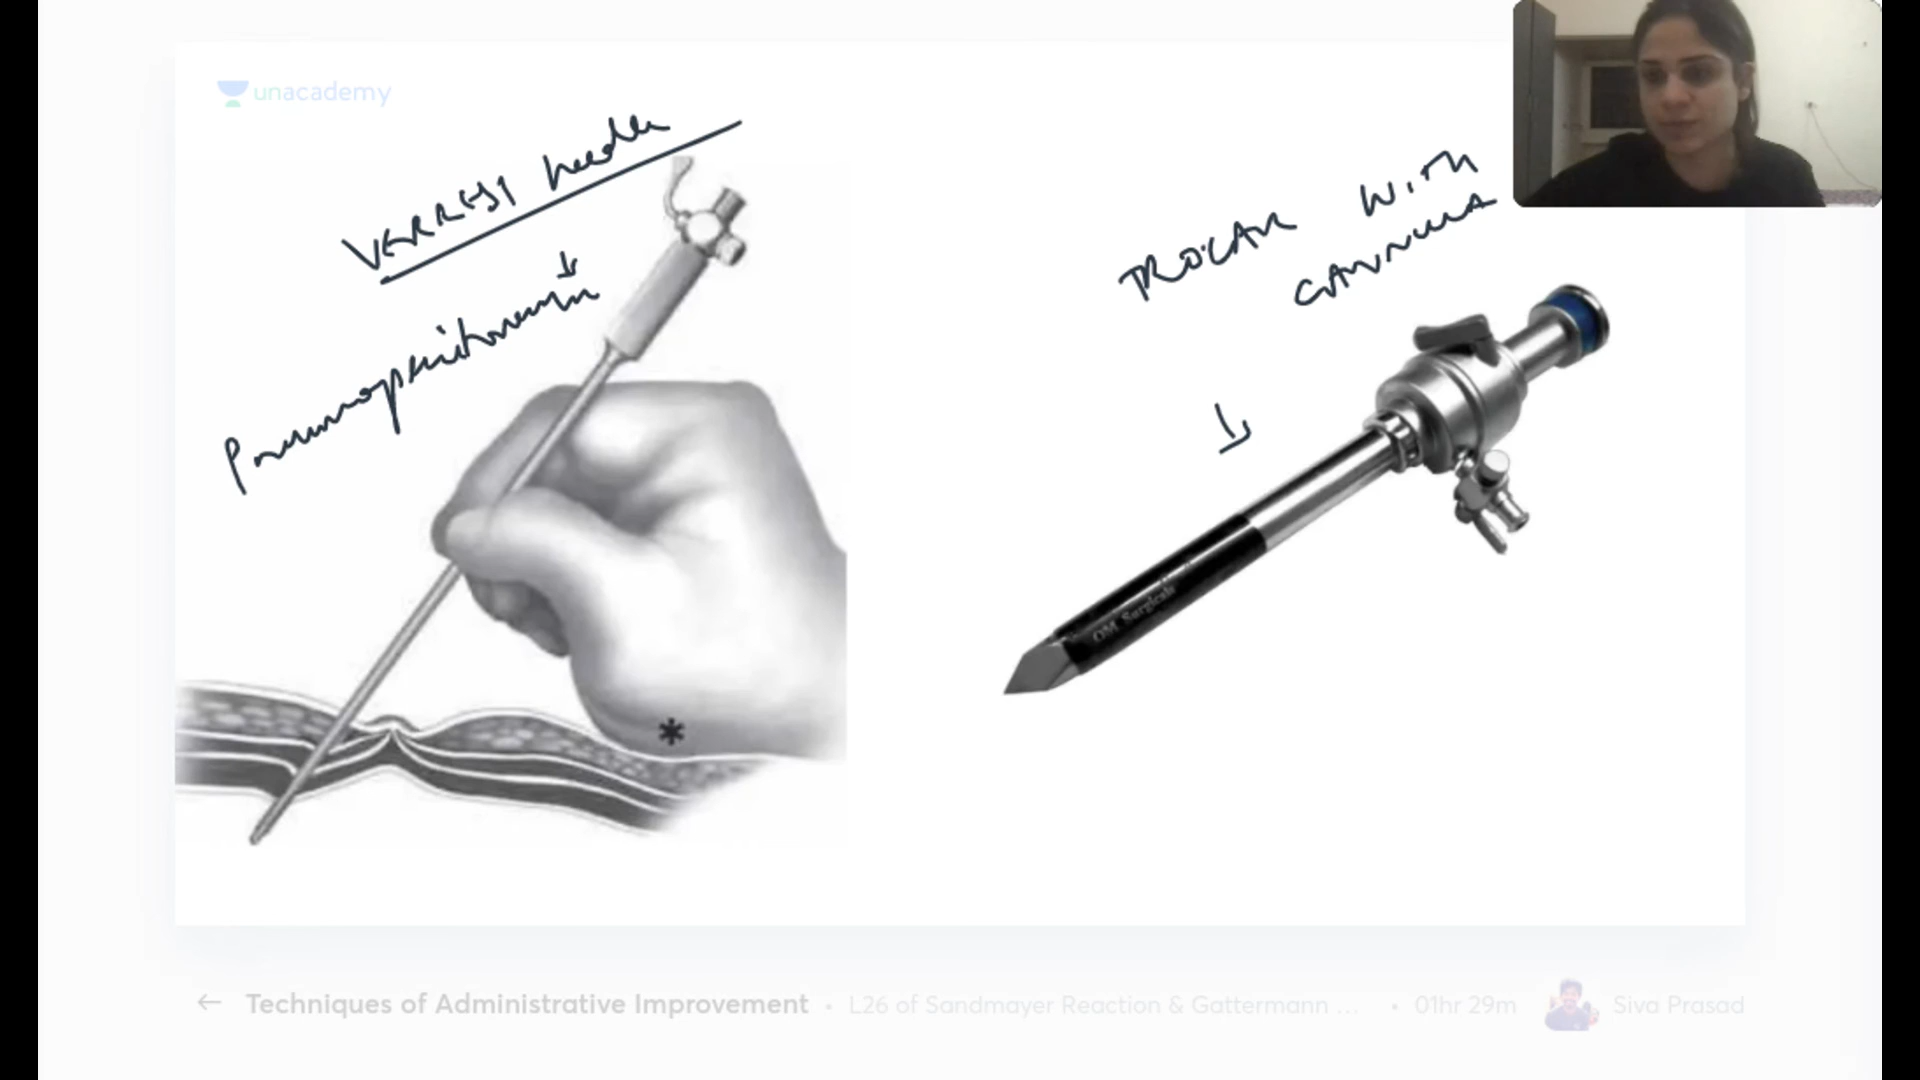 unacademy
VERRESS needle
Pneumoperitoneum
TROCAR WITH
CANNULA
OM Surgicals
*
← Techniques of Administrative Improvement • L26 of Sandmayer Reaction & Gattermann ... • 01hr 29m Siva Prasad